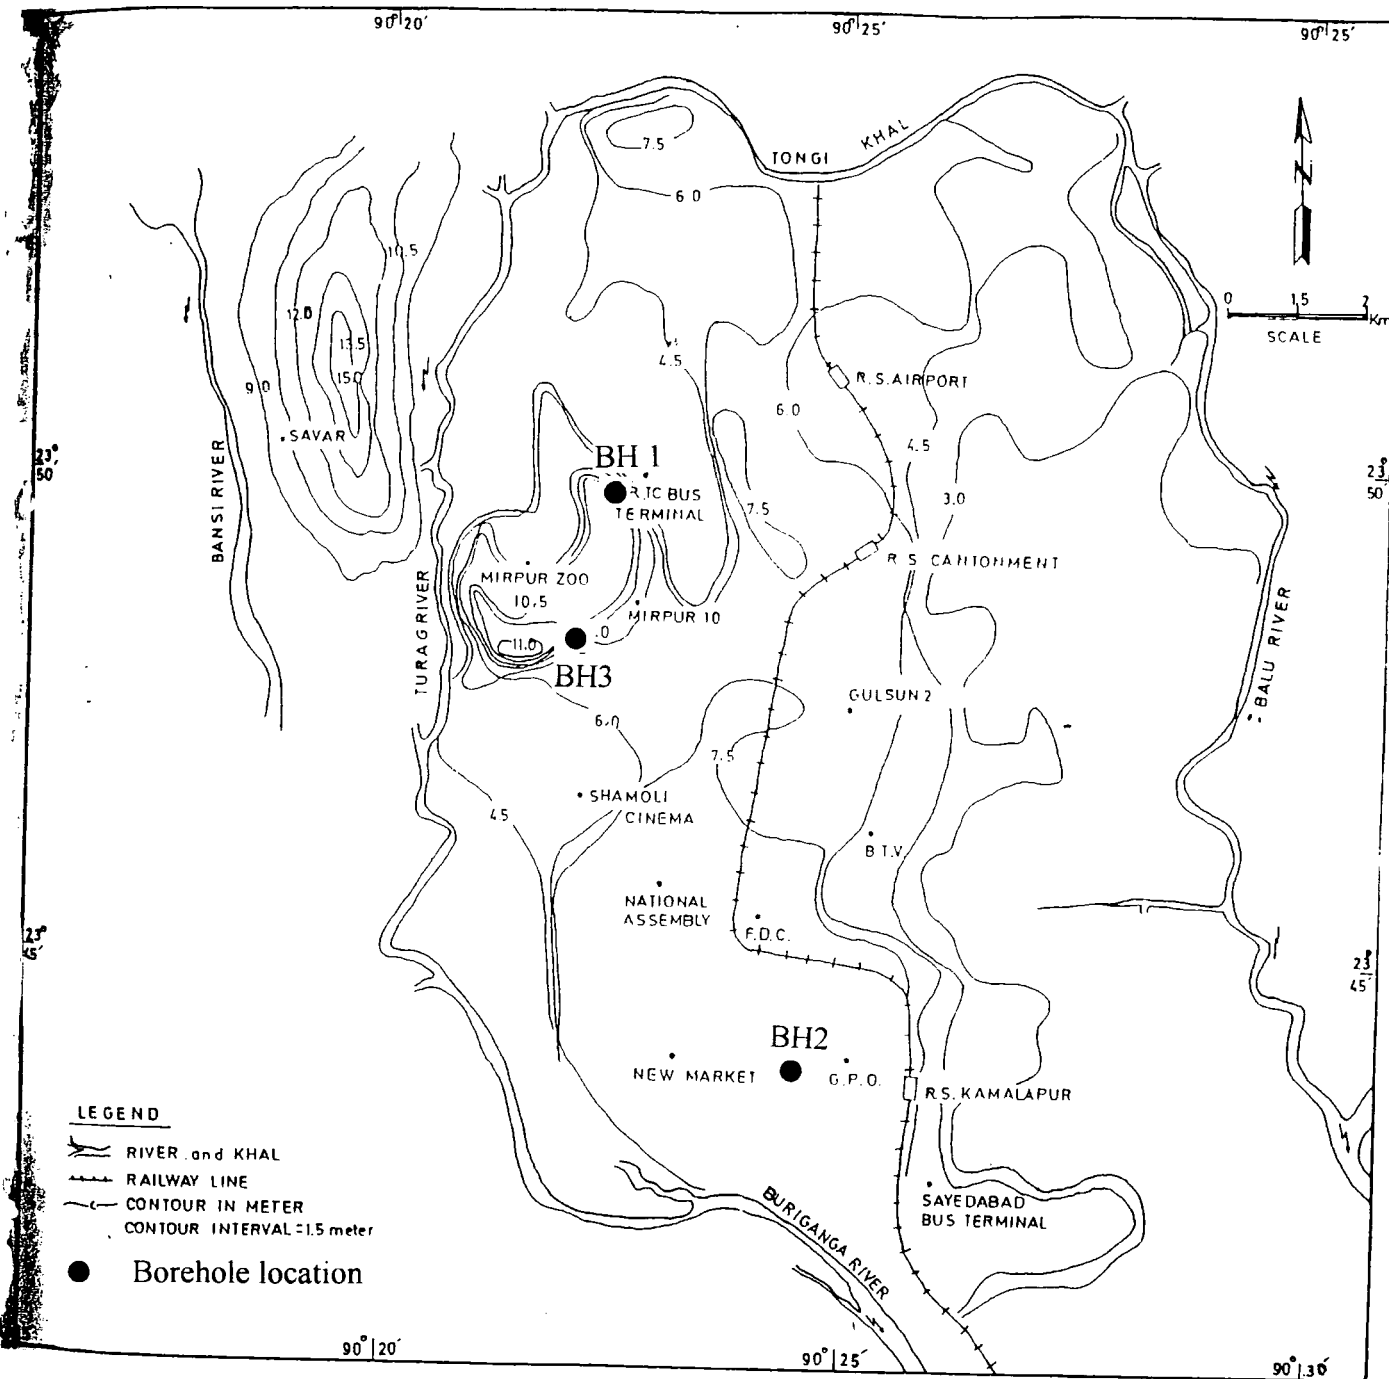 90° 20′
90° 25′
90° 25′
7.5
TONGI KHAL
6.0
N
10.5
0 1.5 2 Km
SCALE
12.0
13.5
4.5
15.0
9.0
R.S. AIRPORT
6.0
SAVAR
4.5
23° 50′
BH 1
23° 50′
R.TC BUS
TERMINAL
7.5
3.0
BANSI RIVER
R S CANTONMENT
MIRPUR ZOO
10.5
TURAG RIVER
MIRPUR 10
.0
11.0
BALU RIVER
BH3
GULSUN 2
6.0
7.5
SHAMOLI
CINEMA
4.5
B T.V.
NATIONAL
ASSEMBLY
F.D.C.
23° 45′
23° 45′
BH2
NEW MARKET
G.P.O.
R.S. KAMALAPUR
LEGEND
RIVER and KHAL
RAILWAY LINE
CONTOUR IN METER
CONTOUR INTERVAL = 1.5 meter
Borehole location
SAYEDABAD
BUS TERMINAL
BURIGANGA RIVER
90° 20′
90° 25′
90° 30′